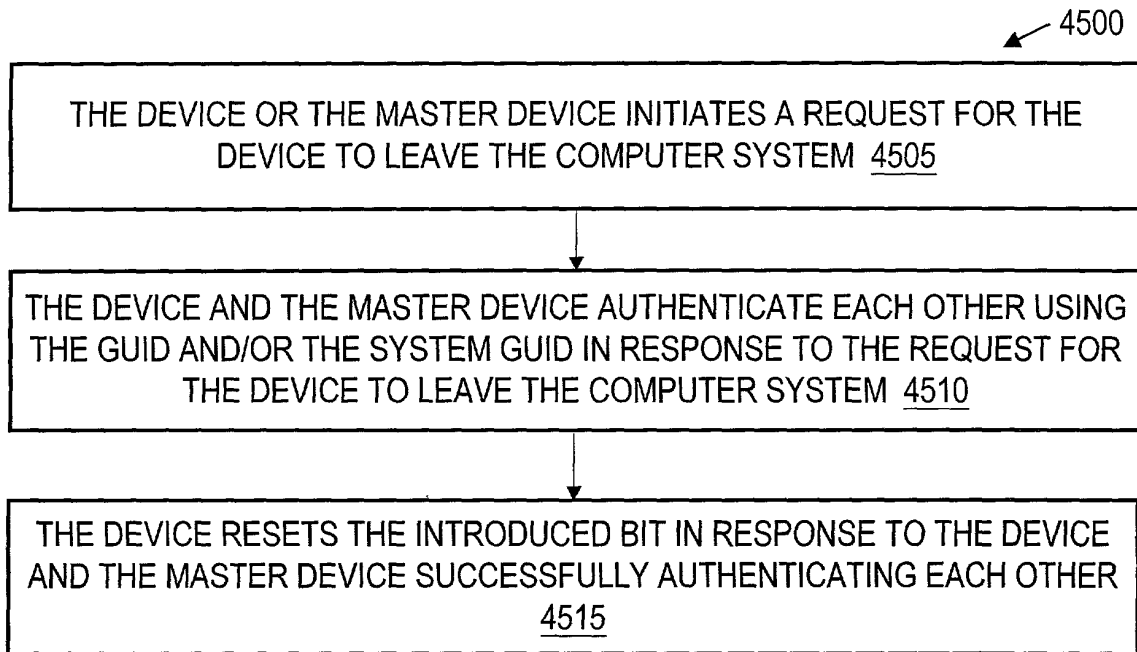 4500
THE DEVICE OR THE MASTER DEVICE INITIATES A REQUEST FOR THE
DEVICE TO LEAVE THE COMPUTER SYSTEM 4505
THE DEVICE AND THE MASTER DEVICE AUTHENTICATE EACH OTHER USING
THE GUID AND/OR THE SYSTEM GUID IN RESPONSE TO THE REQUEST FOR
THE DEVICE TO LEAVE THE COMPUTER SYSTEM 4510
THE DEVICE RESETS THE INTRODUCED BIT IN RESPONSE TO THE DEVICE
AND THE MASTER DEVICE SUCCESSFULLY AUTHENTICATING EACH OTHER
4515